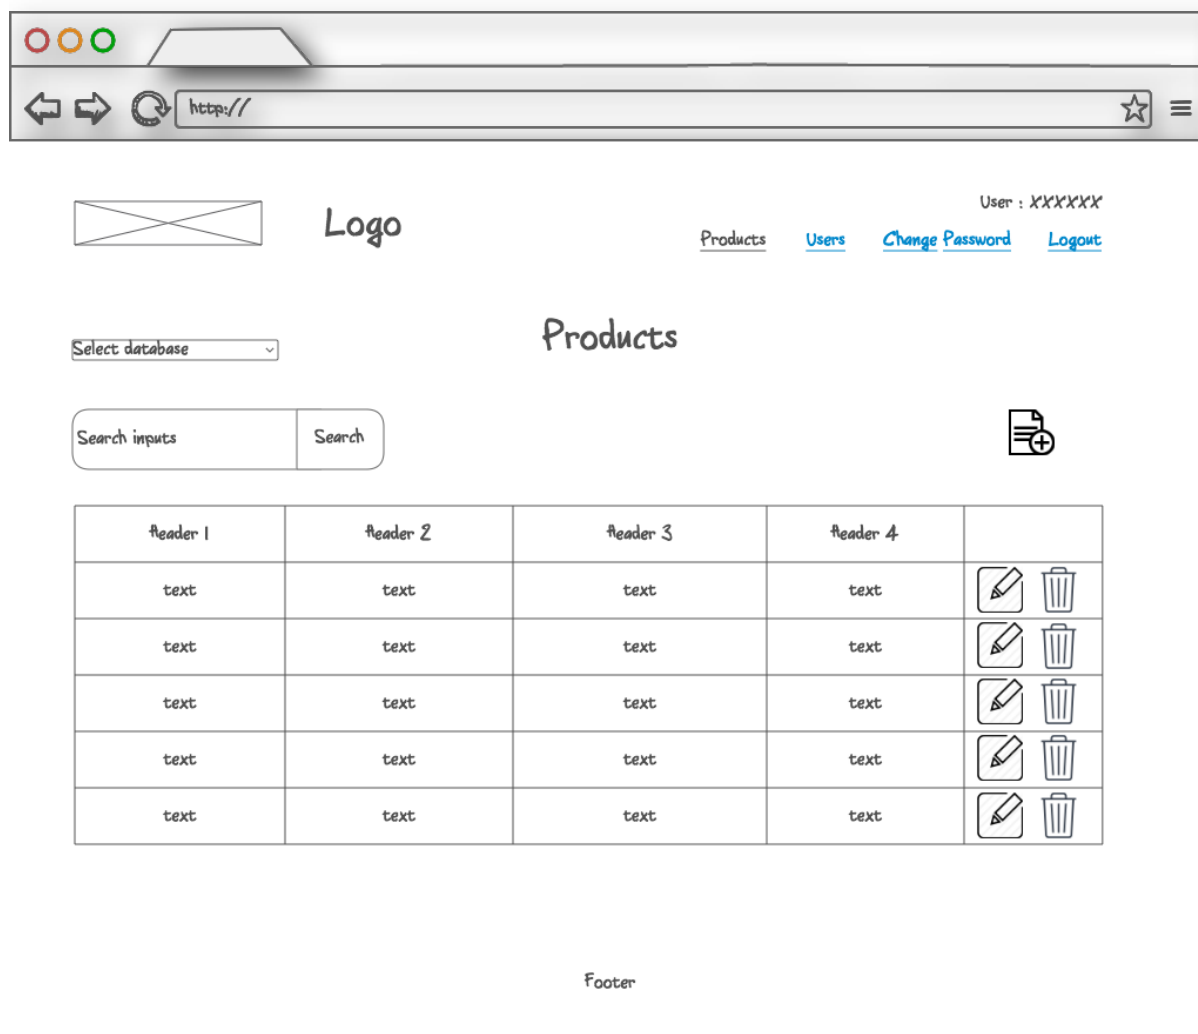 http://
Logo
User : XXXXXX
Products Users Change Password Logout
Products
Select database
Search inputs Search
Header 1 Header 2 Header 3 Header 4
text text text text
text text text text
text text text text
text text text text
text text text text
Footer